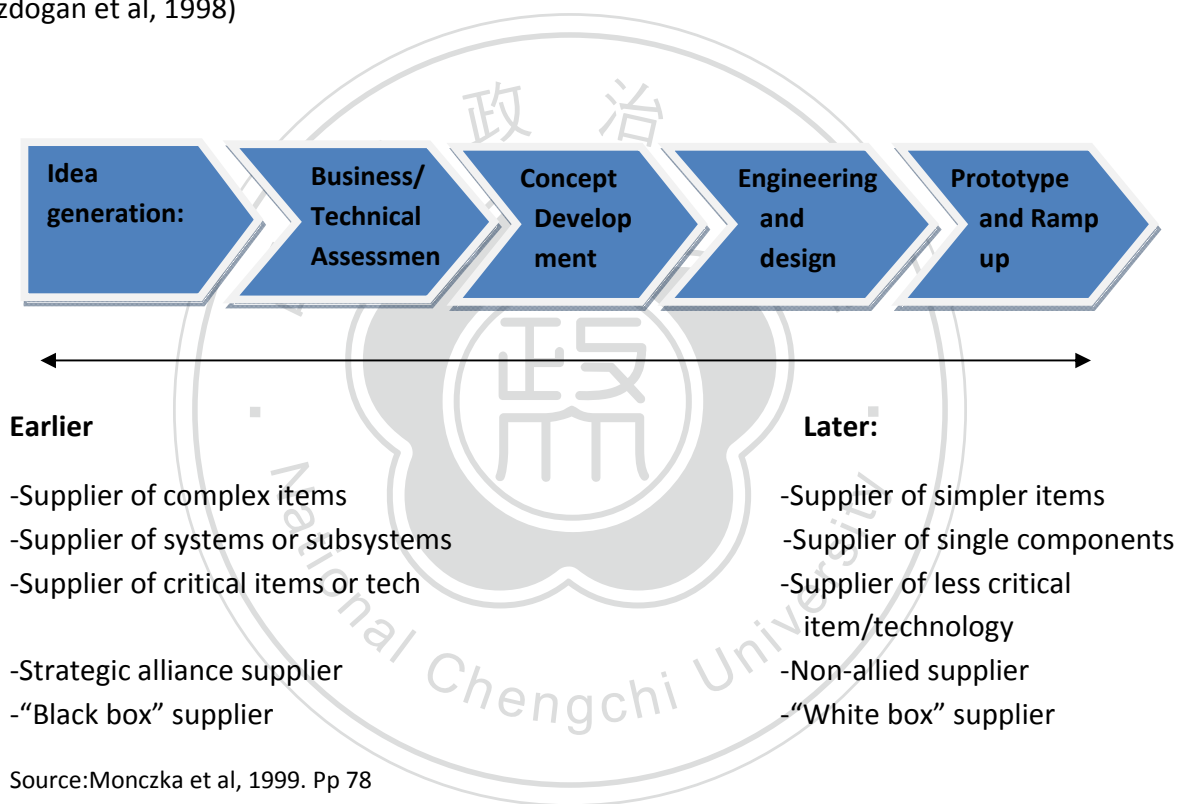 zdogan et al, 1998)
政 治
Idea
generation:
Business/
Technical
Assessmen
Concept
Develop
ment
Engineering
and
design
Prototype
and Ramp
up
Earlier
Later:
-Supplier of complex items
-Supplier of simpler items
-Supplier of systems or subsystems
-Supplier of single components
-Supplier of critical items or tech
-Supplier of less critical
item/technology
-Strategic alliance supplier
-Non-allied supplier
-“Black box” supplier
-“White box” supplier
National Chengchi Universiti
Source:Monczka et al, 1999. Pp 78